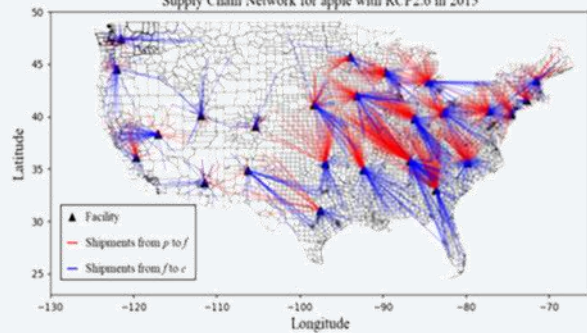 Supply Chain Network for apple with RCP2.6 in 2015
50
45
40
35
30
25
Latitude
Facility
Shipments from p to f
Shipments from f to c
−130
−120
−110
−100
−90
−80
−70
Longitude